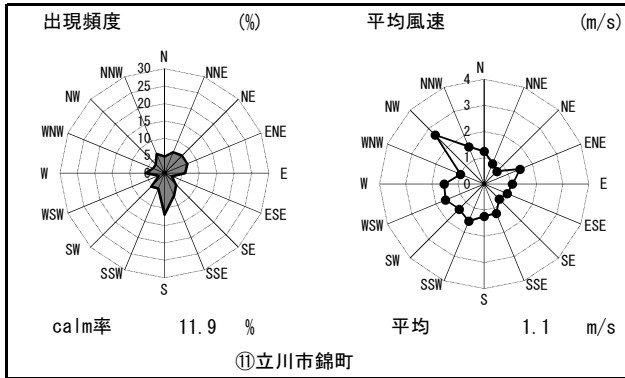 出現頻度 (%)
N
NNE
NE
ENE
E
ESE
SE
SSE
S
SSW
SW
WSW
W
WNW
NW
NNW
30
25
20
15
10
5
0
calm率 11.9 %
平均風速 (m/s)
N
NNE
NE
ENE
E
ESE
SE
SSE
S
SSW
SW
WSW
W
WNW
NW
NNW
4
3
2
1
0
平均 1.1 m/s
⑪立川市錦町